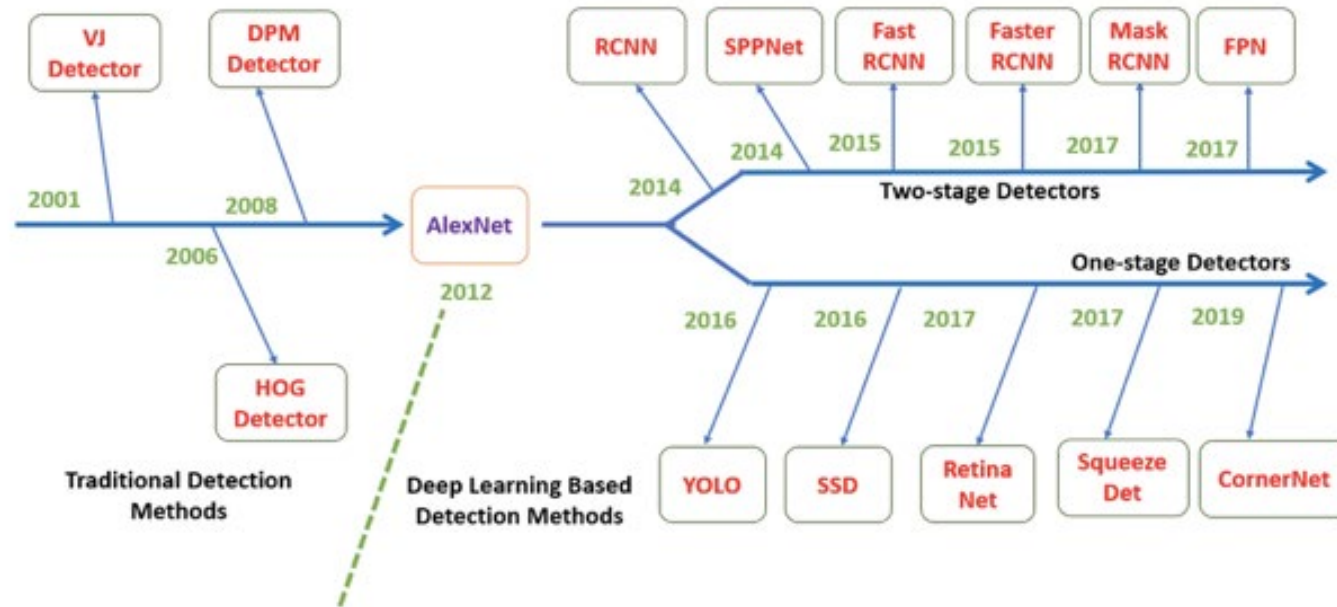 VJ
Detector
DPM
Detector
RCNN
SPPNet
Fast
RCNN
Faster
RCNN
Mask
RCNN
FPN
2001
2008
2006
AlexNet
2012
2014
2014
2015
2015
2017
2017
Two-stage Detectors
One-stage Detectors
2016
2016
2017
2017
2019
HOG
Detector
Traditional Detection
Methods
Deep Learning Based
Detection Methods
YOLO
SSD
Retina
Net
Squeeze
Det
CornerNet